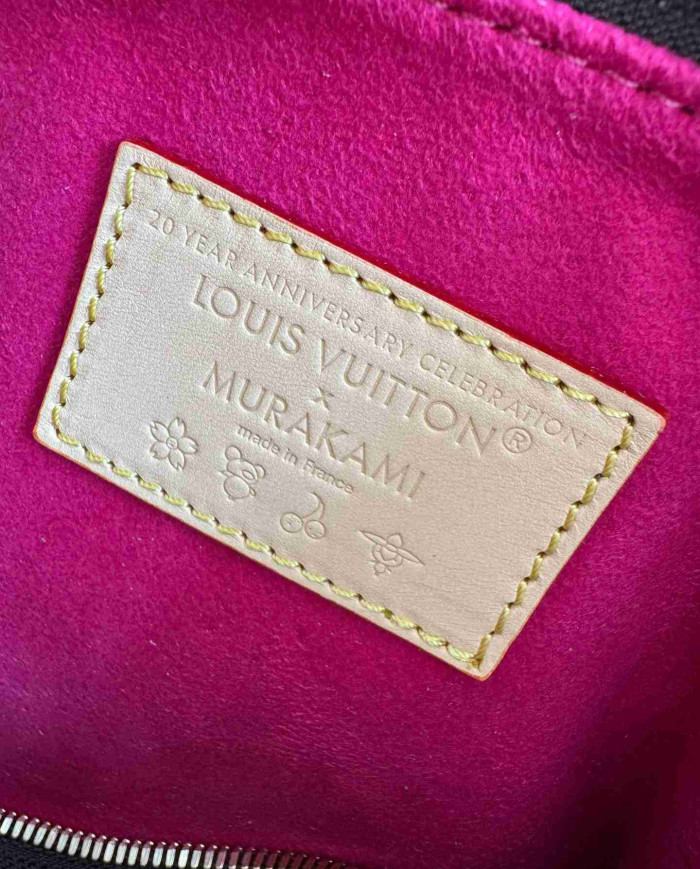 20 YEAR ANNIVERSARY CELEBRATION
LOUIS VUITTON®
x
MURAKAMI
made in France